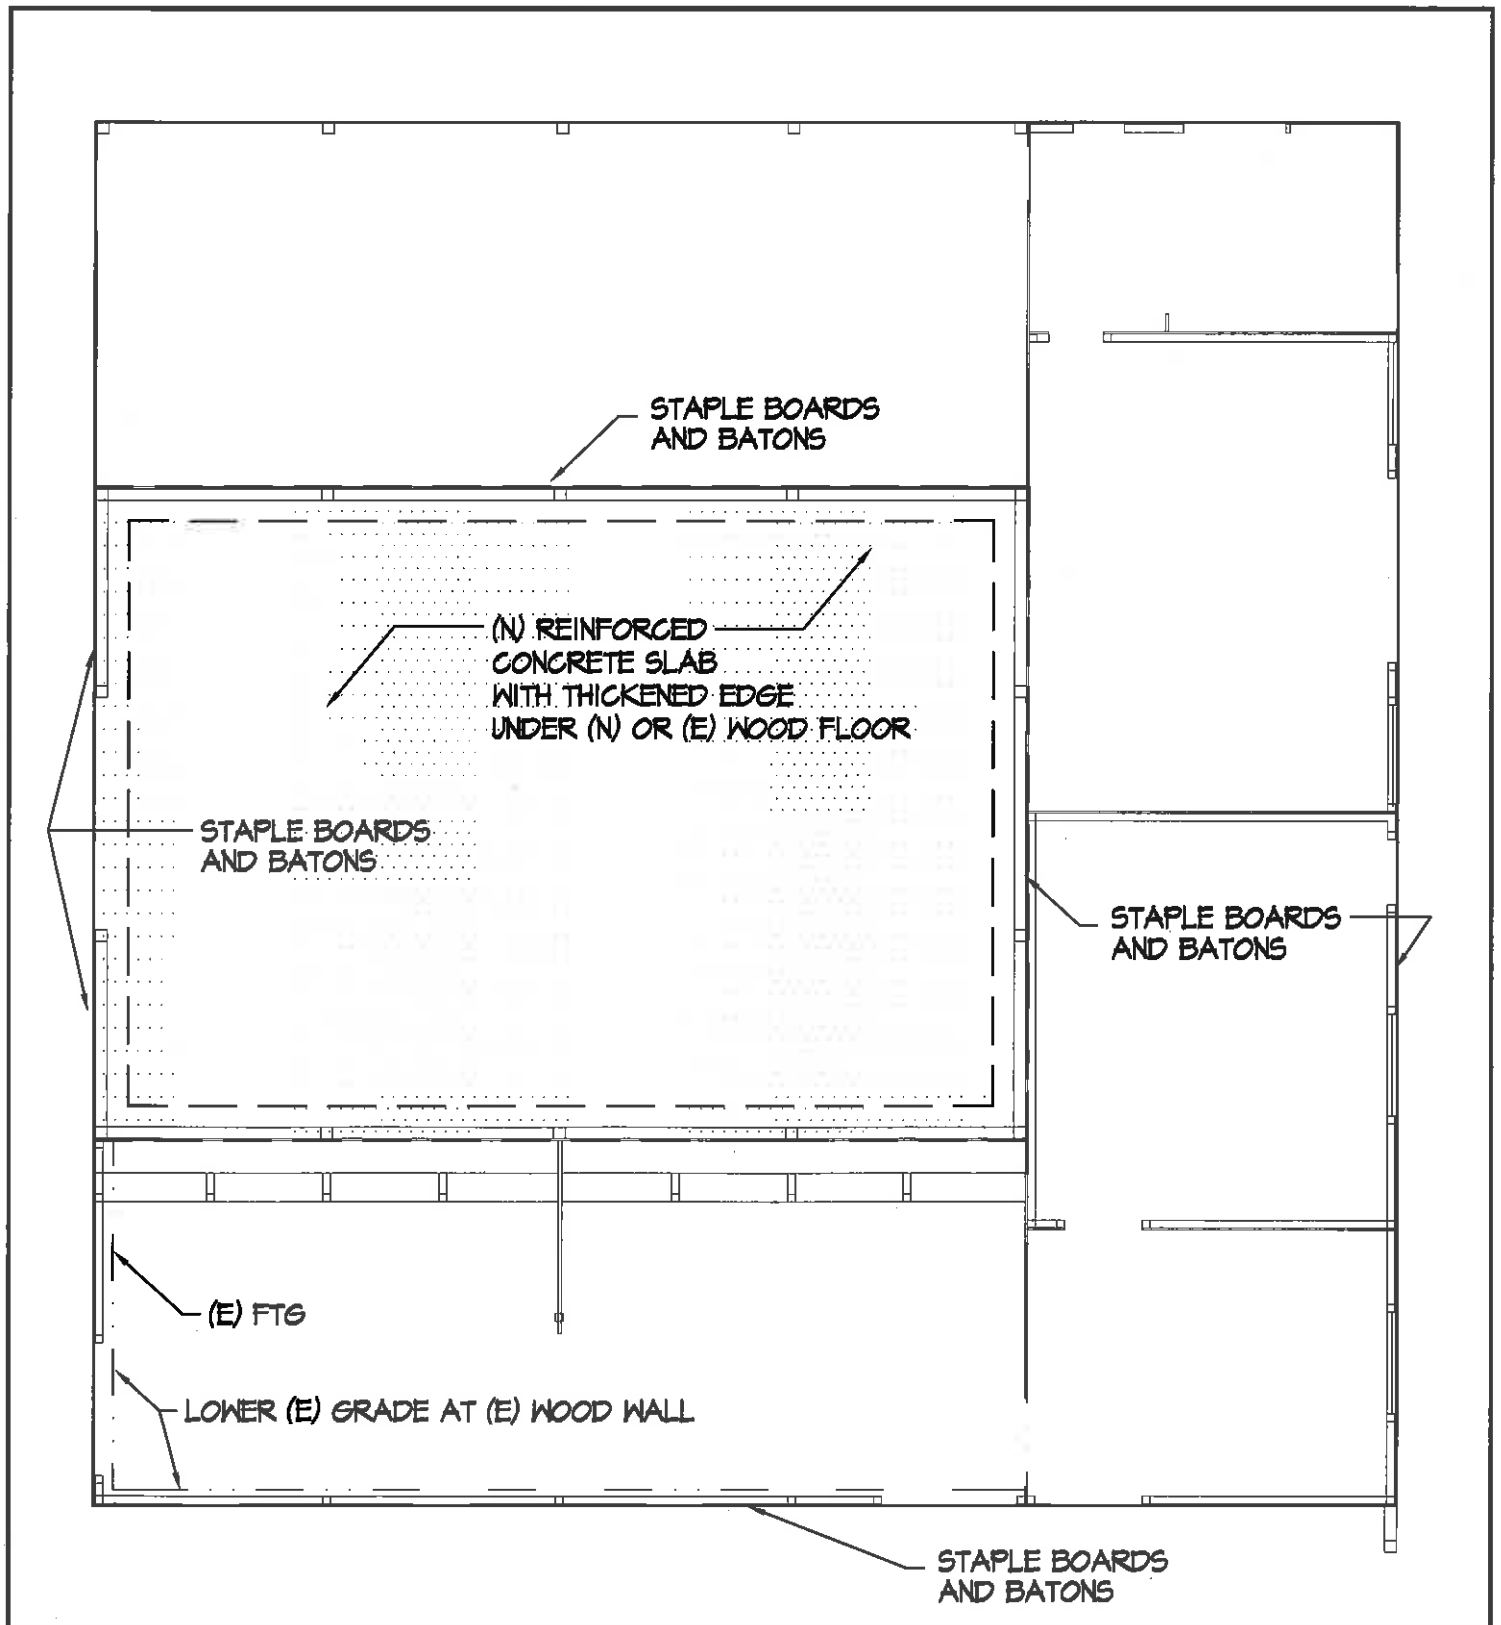 STAPLE BOARDS
AND BATONS
(N) REINFORCED
CONCRETE SLAB
WITH THICKENED EDGE
UNDER (N) OR (E) WOOD FLOOR
STAPLE BOARDS
AND BATONS
STAPLE BOARDS
AND BATONS
(E) FTG
LOWER (E) GRADE AT (E) WOOD WALL
STAPLE BOARDS
AND BATONS